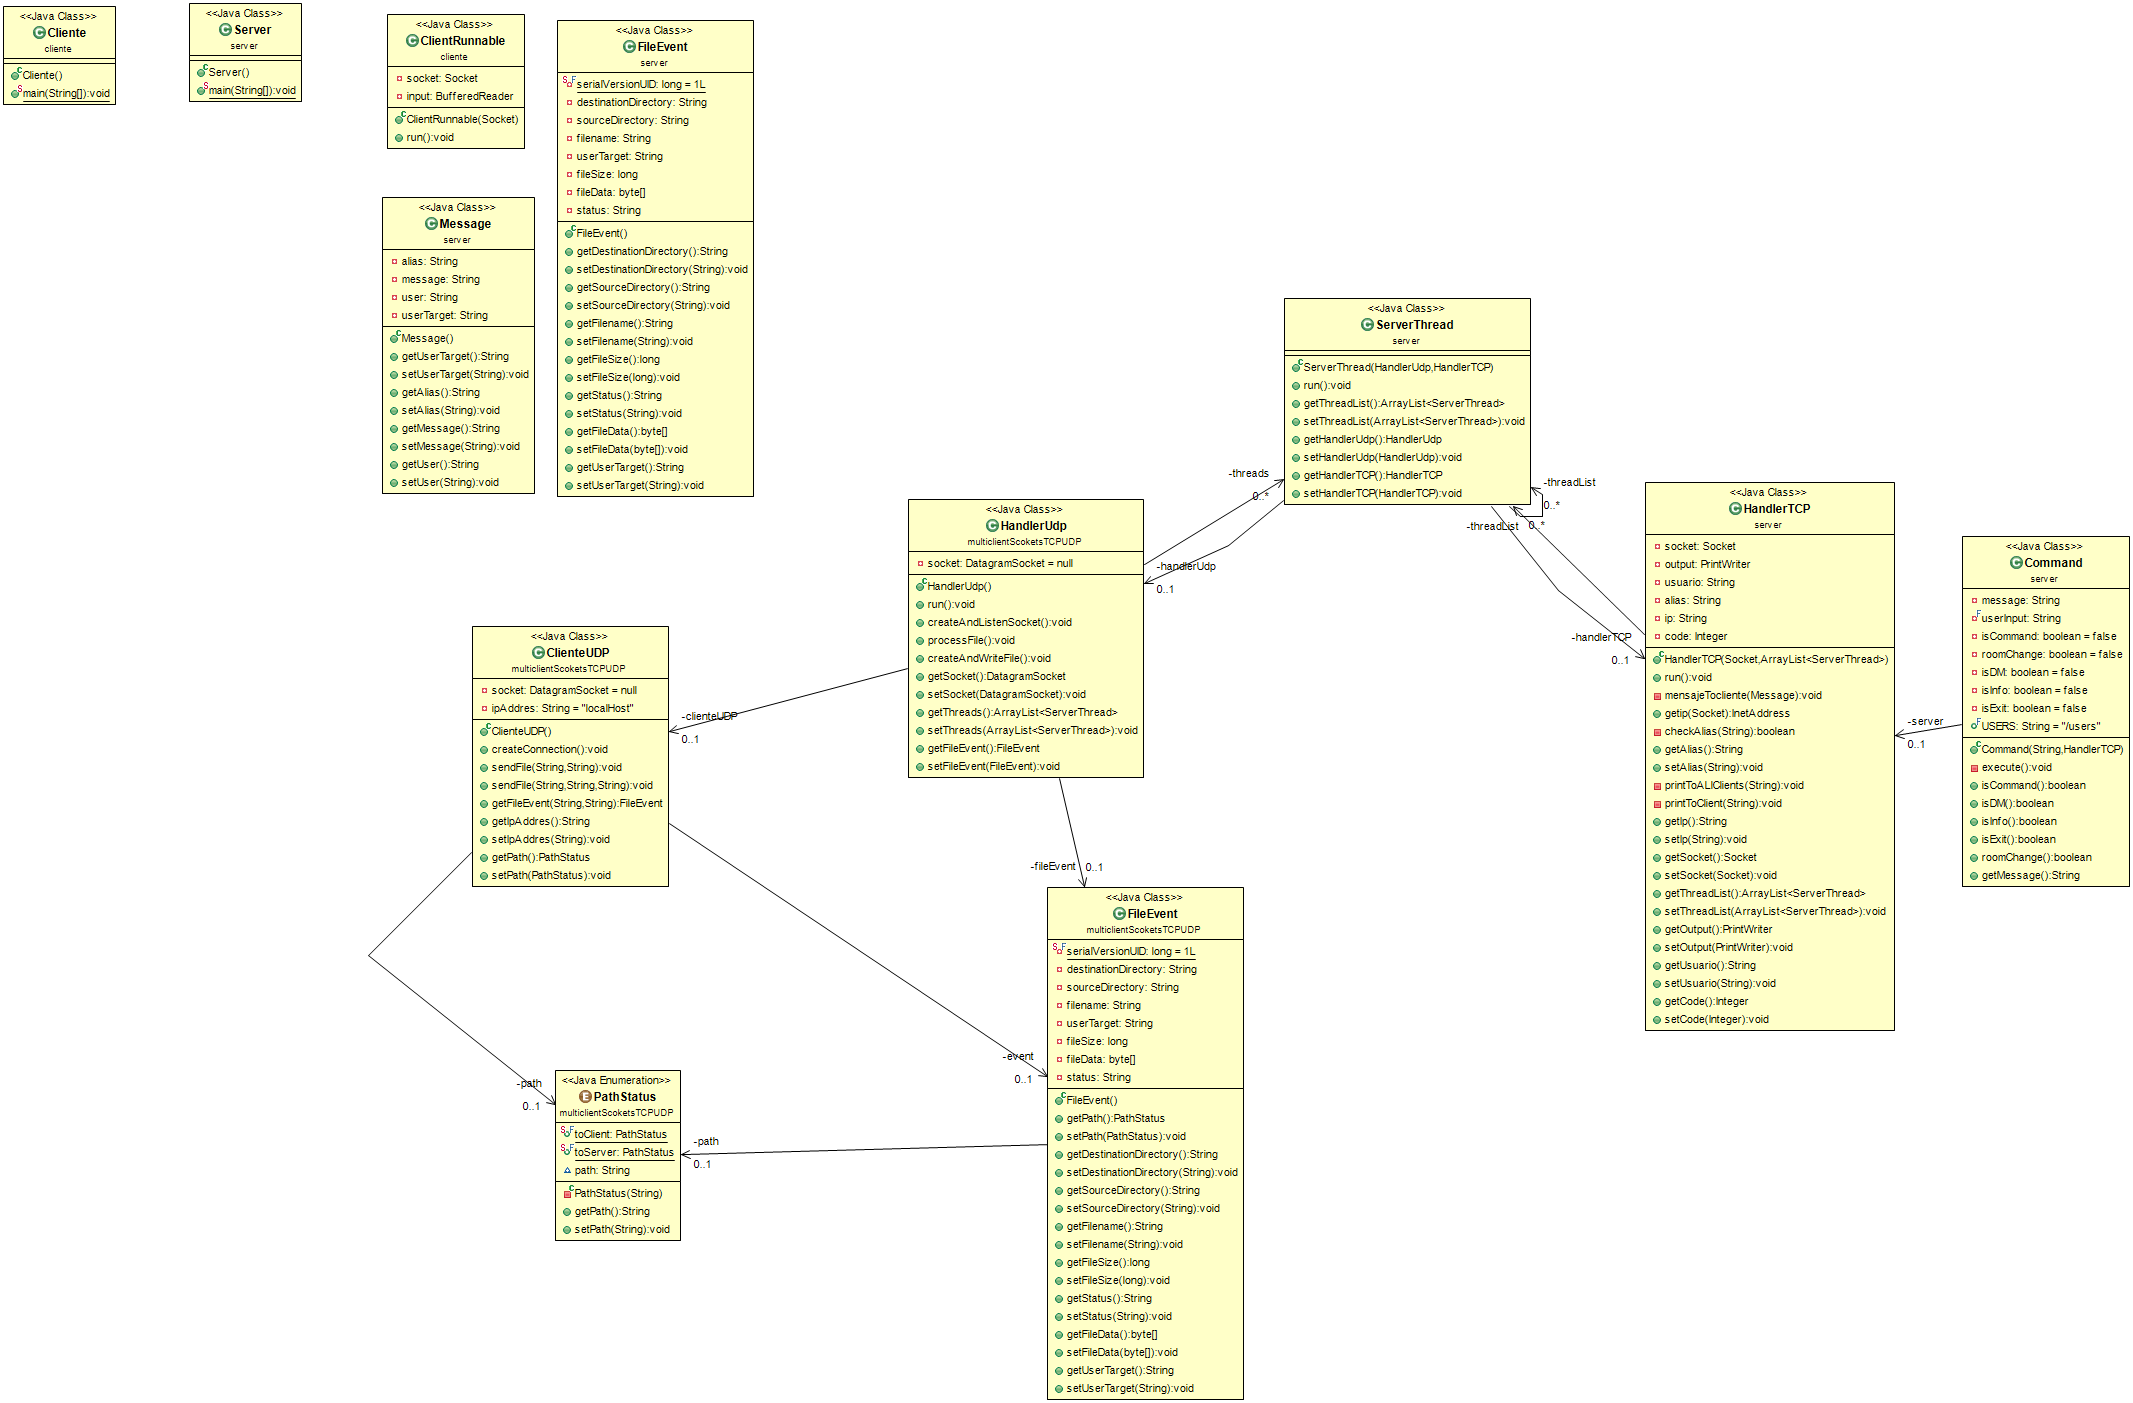 <<Java Class>>
Cliente
cliente
Cliente()
main(String[]):void
<<Java Class>>
Server
server
Server()
main(String[]):void
<<Java Class>>
ClientRunnable
cliente
socket: Socket
input: BufferedReader
ClientRunnable(Socket)
run():void
<<Java Class>>
FileEvent
server
serialVersionUID: long = 1L
destinationDirectory: String
sourceDirectory: String
filename: String
userTarget: String
fileSize: long
fileData: byte[]
status: String
FileEvent()
getDestinationDirectory():String
setDestinationDirectory(String):void
getSourceDirectory():String
setSourceDirectory(String):void
getFilename():String
setFilename(String):void
getFileSize():long
setFileSize(long):void
getStatus():String
setStatus(String):void
getFileData():byte[]
setFileData(byte[]):void
getUserTarget():String
setUserTarget(String):void
<<Java Class>>
Message
server
alias: String
message: String
user: String
userTarget: String
Message()
getUserTarget():String
setUserTarget(String):void
getAlias():String
setAlias(String):void
getMessage():String
setMessage(String):void
getUser():String
setUser(String):void
<<Java Class>>
ServerThread
server
ServerThread(HandlerUdp,HandlerTCP)
run():void
getThreadList():ArrayList<ServerThread>
setThreadList(ArrayList<ServerThread>):void
getHandlerUdp():HandlerUdp
setHandlerUdp(HandlerUdp):void
getHandlerTCP():HandlerTCP
setHandlerTCP(HandlerTCP):void
-threads
0..*
-handlerUdp
0..1
-threadList
0..*
-threadList
0..*
-handlerTCP
0..1
<<Java Class>>
HandlerUdp
multiclientScoketsTCPUDP
socket: DatagramSocket = null
HandlerUdp()
run():void
createAndListenSocket():void
processFile():void
createAndWriteFile():void
getSocket():DatagramSocket
setSocket(DatagramSocket):void
getThreads():ArrayList<ServerThread>
setThreads(ArrayList<ServerThread>):void
getFileEvent():FileEvent
setFileEvent(FileEvent):void
<<Java Class>>
HandlerTCP
server
socket: Socket
output: PrintWriter
usuario: String
alias: String
ip: String
code: Integer
HandlerTCP(Socket,ArrayList<ServerThread>)
run():void
mensajeTocliente(Message):void
getip(Socket):InetAddress
checkAlias(String):boolean
getAlias():String
setAlias(String):void
printToALlClients(String):void
printToClient(String):void
getIp():String
setIp(String):void
getSocket():Socket
setSocket(Socket):void
getThreadList():ArrayList<ServerThread>
setThreadList(ArrayList<ServerThread>):void
getOutput():PrintWriter
setOutput(PrintWriter):void
getUsuario():String
setUsuario(String):void
getCode():Integer
setCode(Integer):void
<<Java Class>>
Command
server
message: String
userInput: String
isCommand: boolean = false
roomChange: boolean = false
isDM: boolean = false
isInfo: boolean = false
isExit: boolean = false
USERS: String = "/users"
Command(String,HandlerTCP)
execute():void
isCommand():boolean
isDM():boolean
isInfo():boolean
isExit():boolean
roomChange():boolean
getMessage():String
-server
0..1
<<Java Class>>
ClienteUDP
multiclientScoketsTCPUDP
socket: DatagramSocket = null
ipAddres: String = "localHost"
ClienteUDP()
createConnection():void
sendFile(String,String):void
sendFile(String,String,String):void
getFileEvent(String,String):FileEvent
getIpAddres():String
setIpAddres(String):void
getPath():PathStatus
setPath(PathStatus):void
-clienteUDP
0..1
-fileEvent
0..1
<<Java Class>>
FileEvent
multiclientScoketsTCPUDP
serialVersionUID: long = 1L
destinationDirectory: String
sourceDirectory: String
filename: String
userTarget: String
fileSize: long
fileData: byte[]
status: String
FileEvent()
getPath():PathStatus
setPath(PathStatus):void
getDestinationDirectory():String
setDestinationDirectory(String):void
getSourceDirectory():String
setSourceDirectory(String):void
getFilename():String
setFilename(String):void
getFileSize():long
setFileSize(long):void
getStatus():String
setStatus(String):void
getFileData():byte[]
setFileData(byte[]):void
getUserTarget():String
setUserTarget(String):void
-event
0..1
-path
0..1
<<Java Enumeration>>
PathStatus
multiclientScoketsTCPUDP
toClient: PathStatus
toServer: PathStatus
path: String
PathStatus(String)
getPath():String
setPath(String):void
-path
0..1